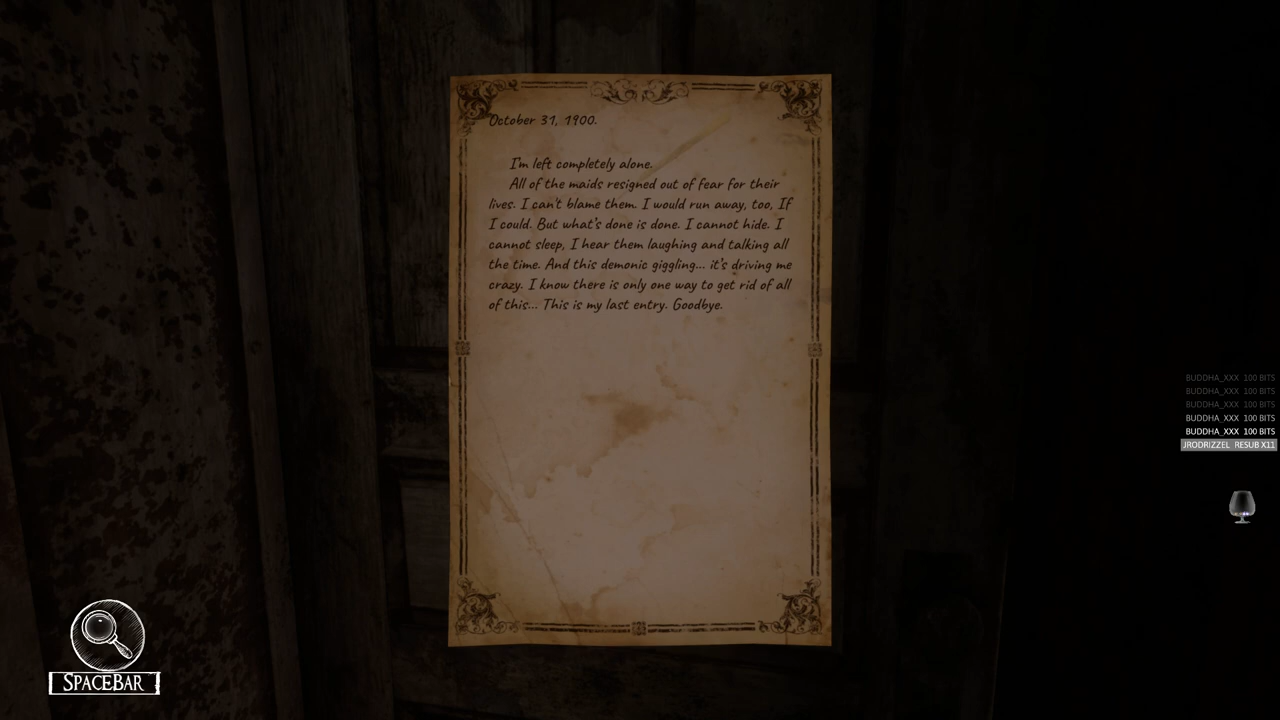 October 31, 1900.
I'm left completely alone.
All of the maids resigned out of fear for their
lives. I can't blame them. I would run away, too, If
I could. But what's done is done. I cannot hide. I
cannot sleep, I hear them laughing and talking all
the time. And this demonic giggling... it's driving me
crazy. I know there is only one way to get rid of all
of this... This is my last entry. Goodbye.
BUDDHA_XXX 100 BITS
BUDDHA_XXX 100 BITS
BUDDHA_XXX 100 BITS
BUDDHA_XXX 100 BITS
BUDDHA_XXX 100 BITS
JRODRIZZEL RESUB X11
SPACEBAR